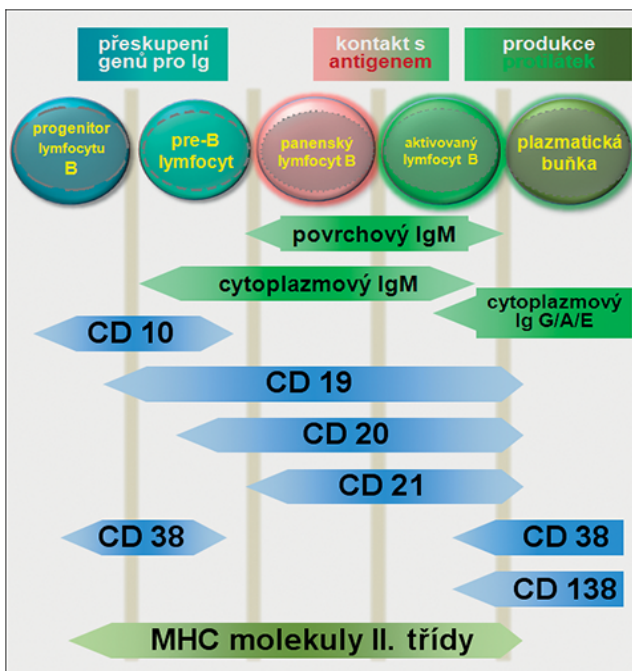 přeskupení
genů pro Ig
kontakt s
antigenem
produkce
protilátek
progenitor
lymfocytu
B
pre-B
lymfocyt
panenský
lymfocyt B
aktivovaný
lymfocyt B
plazmatická
buňka
povrchový IgM
cytoplazmový IgM
cytoplazmový
Ig G/A/E
CD 10
CD 19
CD 20
CD 21
CD 38
CD 38
CD 138
MHC molekuly II. třídy